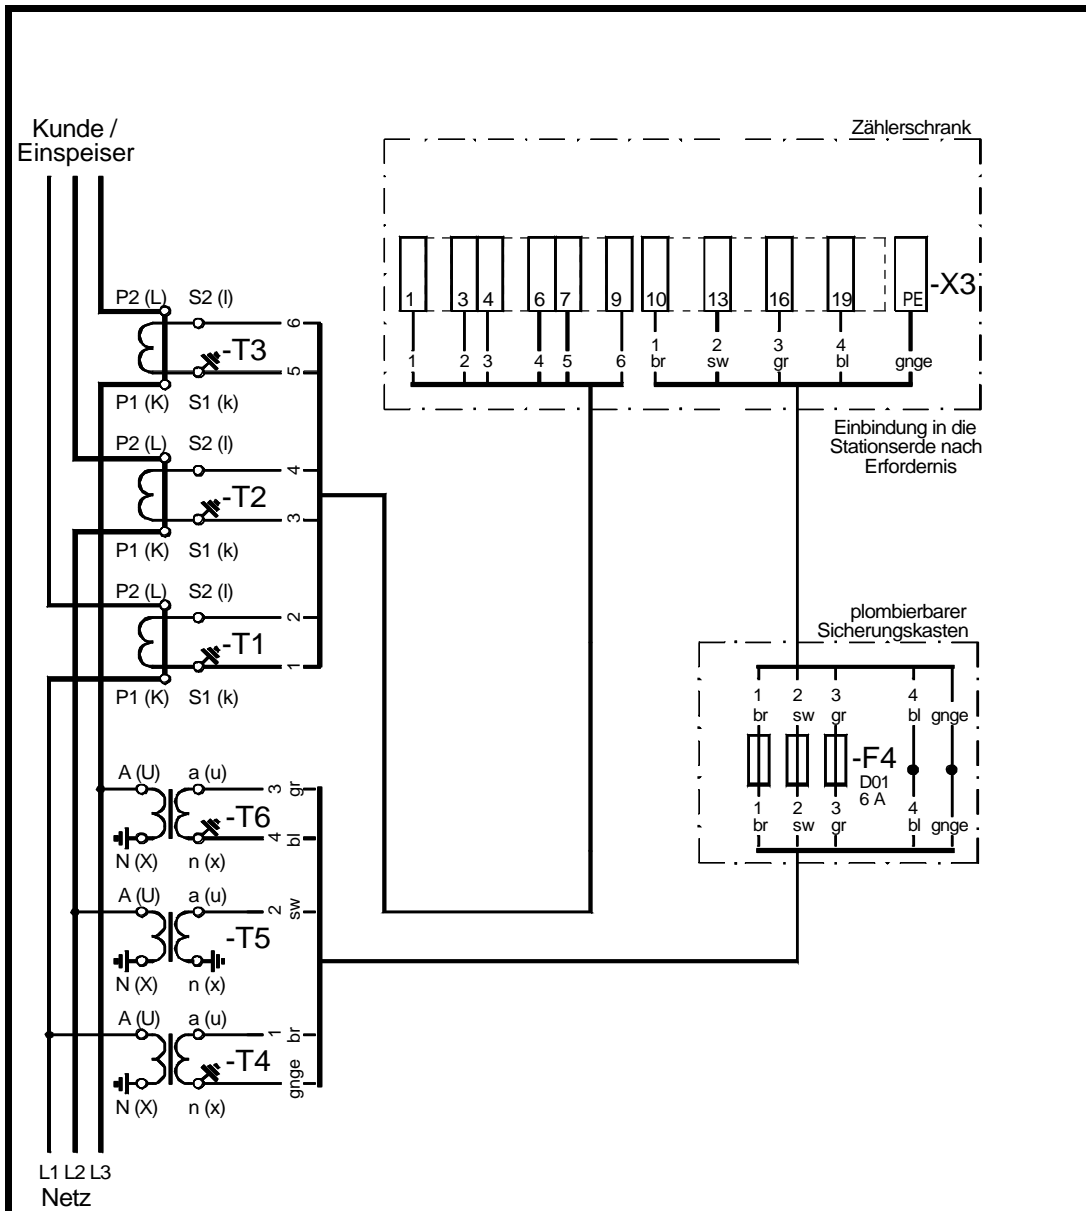 Kunde /
Einspeiser
Zählerschrank
1 3 4 6 7 9 10 13 16 19 PE -X3
1 2 3 4 5 6
1 2 3 4
br sw gr bl gnge
Einbindung in die
Stationserde nach
Erfordernis
P2 (L) S2 (l)
6
-T3
5
P1 (K) S1 (k)
P2 (L) S2 (l)
4
-T2
3
P1 (K) S1 (k)
P2 (L) S2 (l)
2
-T1
1
P1 (K) S1 (k)
plombierbarer
Sicherungskasten
1 2 3 4
br sw gr bl gnge
-F4
D01
6 A
1 2 3 4
br sw gr bl gnge
A (U) a (u)
3 gr
-T6
4 bl
N (X) n (x)
A (U) a (u)
2 sw
-T5
N (X) n (x)
A (U) a (u)
1 br
-T4
gnge
N (X) n (x)
L1 L2 L3
Netz